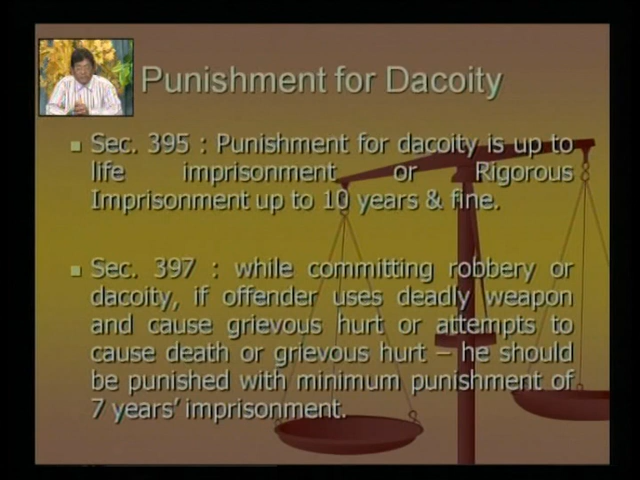 Punishment for Dacoity
Sec. 395 : Punishment for dacoity is up to
life imprisonment or Rigorous
Imprisonment up to 10 years & fine.
Sec. 397 : while committing robbery or
dacoity, if offender uses deadly weapon
and cause grievous hurt or attempts to
cause death or grievous hurt – he should
be punished with minimum punishment of
7 years' imprisonment.